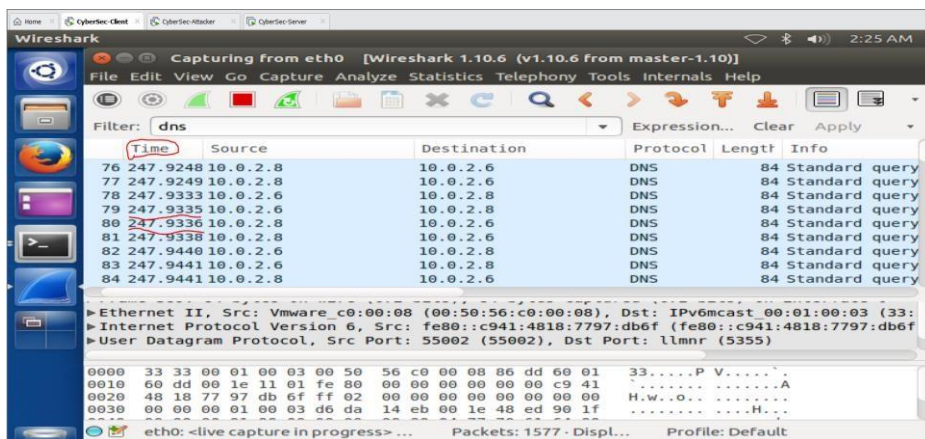 Home CyberSec-Client CyberSec-Attacker CyberSec-Server
Wireshark 2:25 AM
Capturing from eth0 [Wireshark 1.10.6 (v1.10.6 from master-1.10)]
File Edit View Go Capture Analyze Statistics Telephony Tools Internals Help
Filter: dns Expression... Clear Apply
Time Source Destination Protocol Length Info
76 247.9248 10.0.2.8 10.0.2.6 DNS 84 Standard query
77 247.9249 10.0.2.8 10.0.2.6 DNS 84 Standard query
78 247.9333 10.0.2.6 10.0.2.8 DNS 84 Standard query
79 247.9335 10.0.2.6 10.0.2.8 DNS 84 Standard query
80 247.9336 10.0.2.8 10.0.2.6 DNS 84 Standard query
81 247.9338 10.0.2.8 10.0.2.6 DNS 84 Standard query
82 247.9440 10.0.2.6 10.0.2.8 DNS 84 Standard query
83 247.9441 10.0.2.6 10.0.2.8 DNS 84 Standard query
84 247.9441 10.0.2.8 10.0.2.6 DNS 84 Standard query
Ethernet II, Src: Vmware_c0:00:08 (00:50:56:c0:00:08), Dst: IPv6mcast_00:01:00:03 (33:
Internet Protocol Version 6, Src: fe80::c941:4818:7797:db6f (fe80::c941:4818:7797:db6f
User Datagram Protocol, Src Port: 55002 (55002), Dst Port: llmnr (5355)
0000 33 33 00 01 00 03 00 50 56 c0 00 08 86 dd 60 01 33.....P V.....`.
0010 60 dd 00 1e 11 01 fe 80 00 00 00 00 00 00 c9 41 `....... .......A
0020 48 18 77 97 db 6f ff 02 00 00 00 00 00 00 00 00 H.w..o.. ........
0030 00 00 00 01 00 03 d6 da 14 eb 00 1e 48 ed 90 1f ........ ....H...
eth0: <live capture in progress> ... Packets: 1577 · Displ... Profile: Default